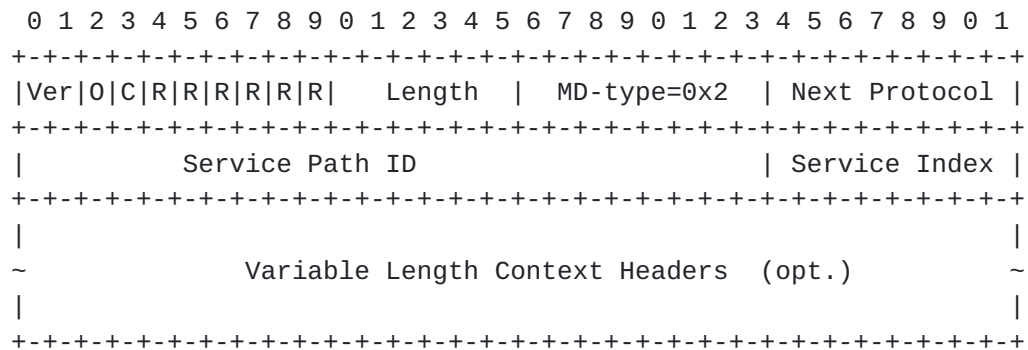 0 1 2 3 4 5 6 7 8 9 0 1 2 3 4 5 6 7 8 9 0 1 2 3 4 5 6 7 8 9 0 1
+-+-+-+-+-+-+-+-+-+-+-+-+-+-+-+-+-+-+-+-+-+-+-+-+-+-+-+-+-+-+-+-+
|Ver|O|C|R|R|R|R|R|R|   Length  |  MD-type=0x2  | Next Protocol |
+-+-+-+-+-+-+-+-+-+-+-+-+-+-+-+-+-+-+-+-+-+-+-+-+-+-+-+-+-+-+-+-+
|          Service Path ID                      | Service Index |
+-+-+-+-+-+-+-+-+-+-+-+-+-+-+-+-+-+-+-+-+-+-+-+-+-+-+-+-+-+-+-+-+
|                                                               |
~              Variable Length Context Headers  (opt.)          ~
|                                                               |
+-+-+-+-+-+-+-+-+-+-+-+-+-+-+-+-+-+-+-+-+-+-+-+-+-+-+-+-+-+-+-+-+